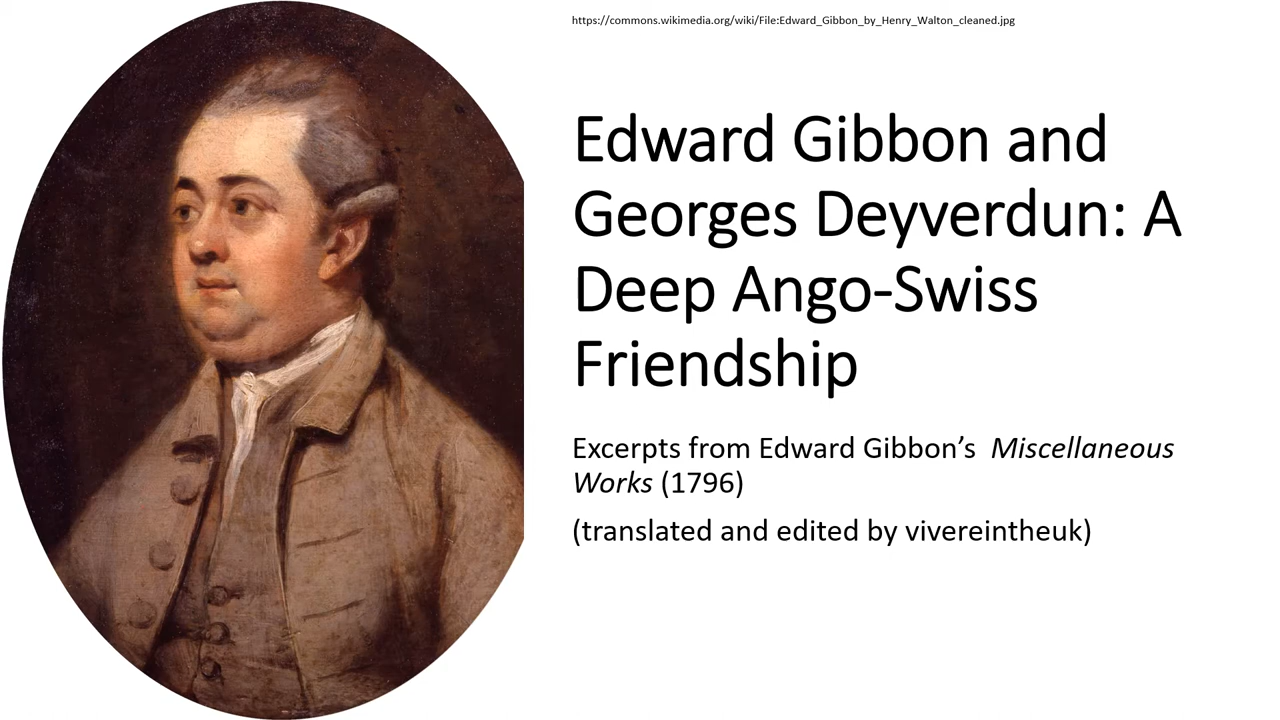 https://commons.wikimedia.org/wiki/File:Edward_Gibbon_by_Henry_Walton_cleaned.jpg
Edward Gibbon and
Georges Deyverdun: A
Deep Ango-Swiss
Friendship
Excerpts from Edward Gibbon’s Miscellaneous
Works (1796)
(translated and edited by vivereintheuk)